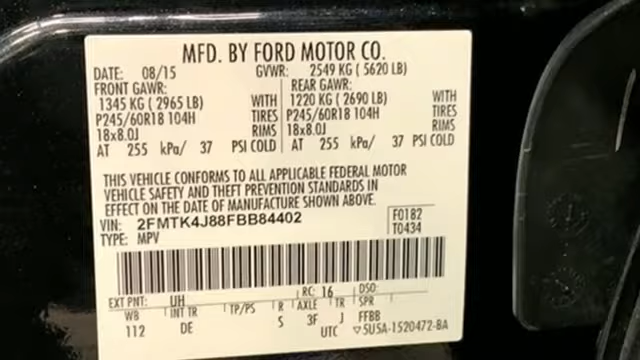 MFD. BY FORD MOTOR CO.
DATE: 08/15 GVWR: 2549 KG ( 5620 LB)
FRONT GAWR: REAR GAWR:
1345 KG ( 2965 LB) WITH 1220 KG ( 2690 LB) WITH
P245/60R18 104H TIRES P245/60R18 104H TIRES
18x8.0J RIMS 18x8.0J RIMS
AT 255 kPa/ 37 PSI COLD AT 255 kPa/ 37 PSI COLD
THIS VEHICLE CONFORMS TO ALL APPLICABLE FEDERAL MOTOR
VEHICLE SAFETY AND THEFT PREVENTION STANDARDS IN
EFFECT ON THE DATE OF MANUFACTURE SHOWN ABOVE.
VIN: 2FMTK4J88FBB84402 F0182
TYPE: MPV T0434
EXT PNT: UH RC: 16 DSO:
WB INT TR TP/PS R AXLE TR SPR
112 DE S 3F J FFBB
UTC 5U5A-1520472-BA